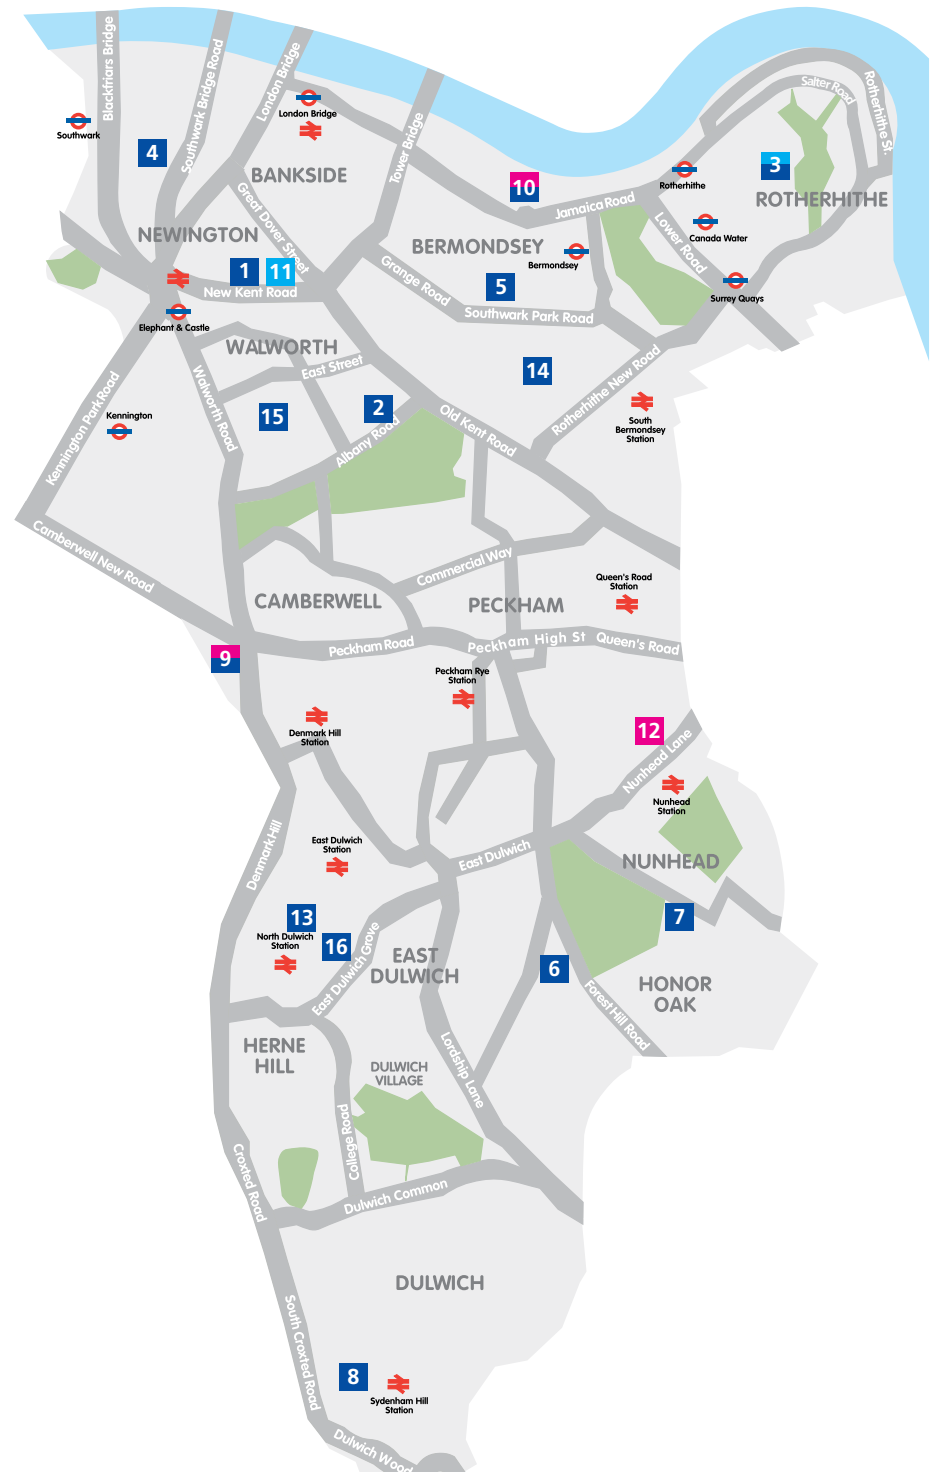 Blackfriars Bridge
Southwark Bridge Road
London Bridge
Tower Bridge
Southwark
London Bridge
4
BANKSIDE
10
Jamaica Road
Salter Road
Rotherhithe St.
Rotherhithe
3
ROTHERHITHE
Canada Water
Lower Road
Surrey Quays
NEWINGTON
Great Dover Street
1
11
New Kent Road
BERMONDSEY
Bermondsey
5
Grange Road
Southwark Park Road
Elephant & Castle
WALWORTH
East Street
14
Rotherhithe New Road
South
Bermondsey
Station
Kennington Park Road
Kennington
Walworth Road
15
2
Albany Road
Old Kent Road
Camberwell New Road
Commercial Way
CAMBERWELL
PECKHAM
Queen's Road
Station
9
Peckham Road
Peckham High St
Queen's Road
Peckham Rye
Station
Denmark Hill
Station
12
Nunhead Lane
Nunhead
Station
Denmark Hill
East Dulwich
Station
East Dulwich
NUNHEAD
13
North Dulwich
Station
16
East Dulwich Grove
EAST
DULWICH
7
6
HONOR
OAK
Forest Hill Road
HERNE
HILL
DULWICH
VILLAGE
Lordship Lane
College Road
Croxted Road
Dulwich Common
DULWICH
South Croxted Road
8
Sydenham Hill
Station
Dulwich Wood